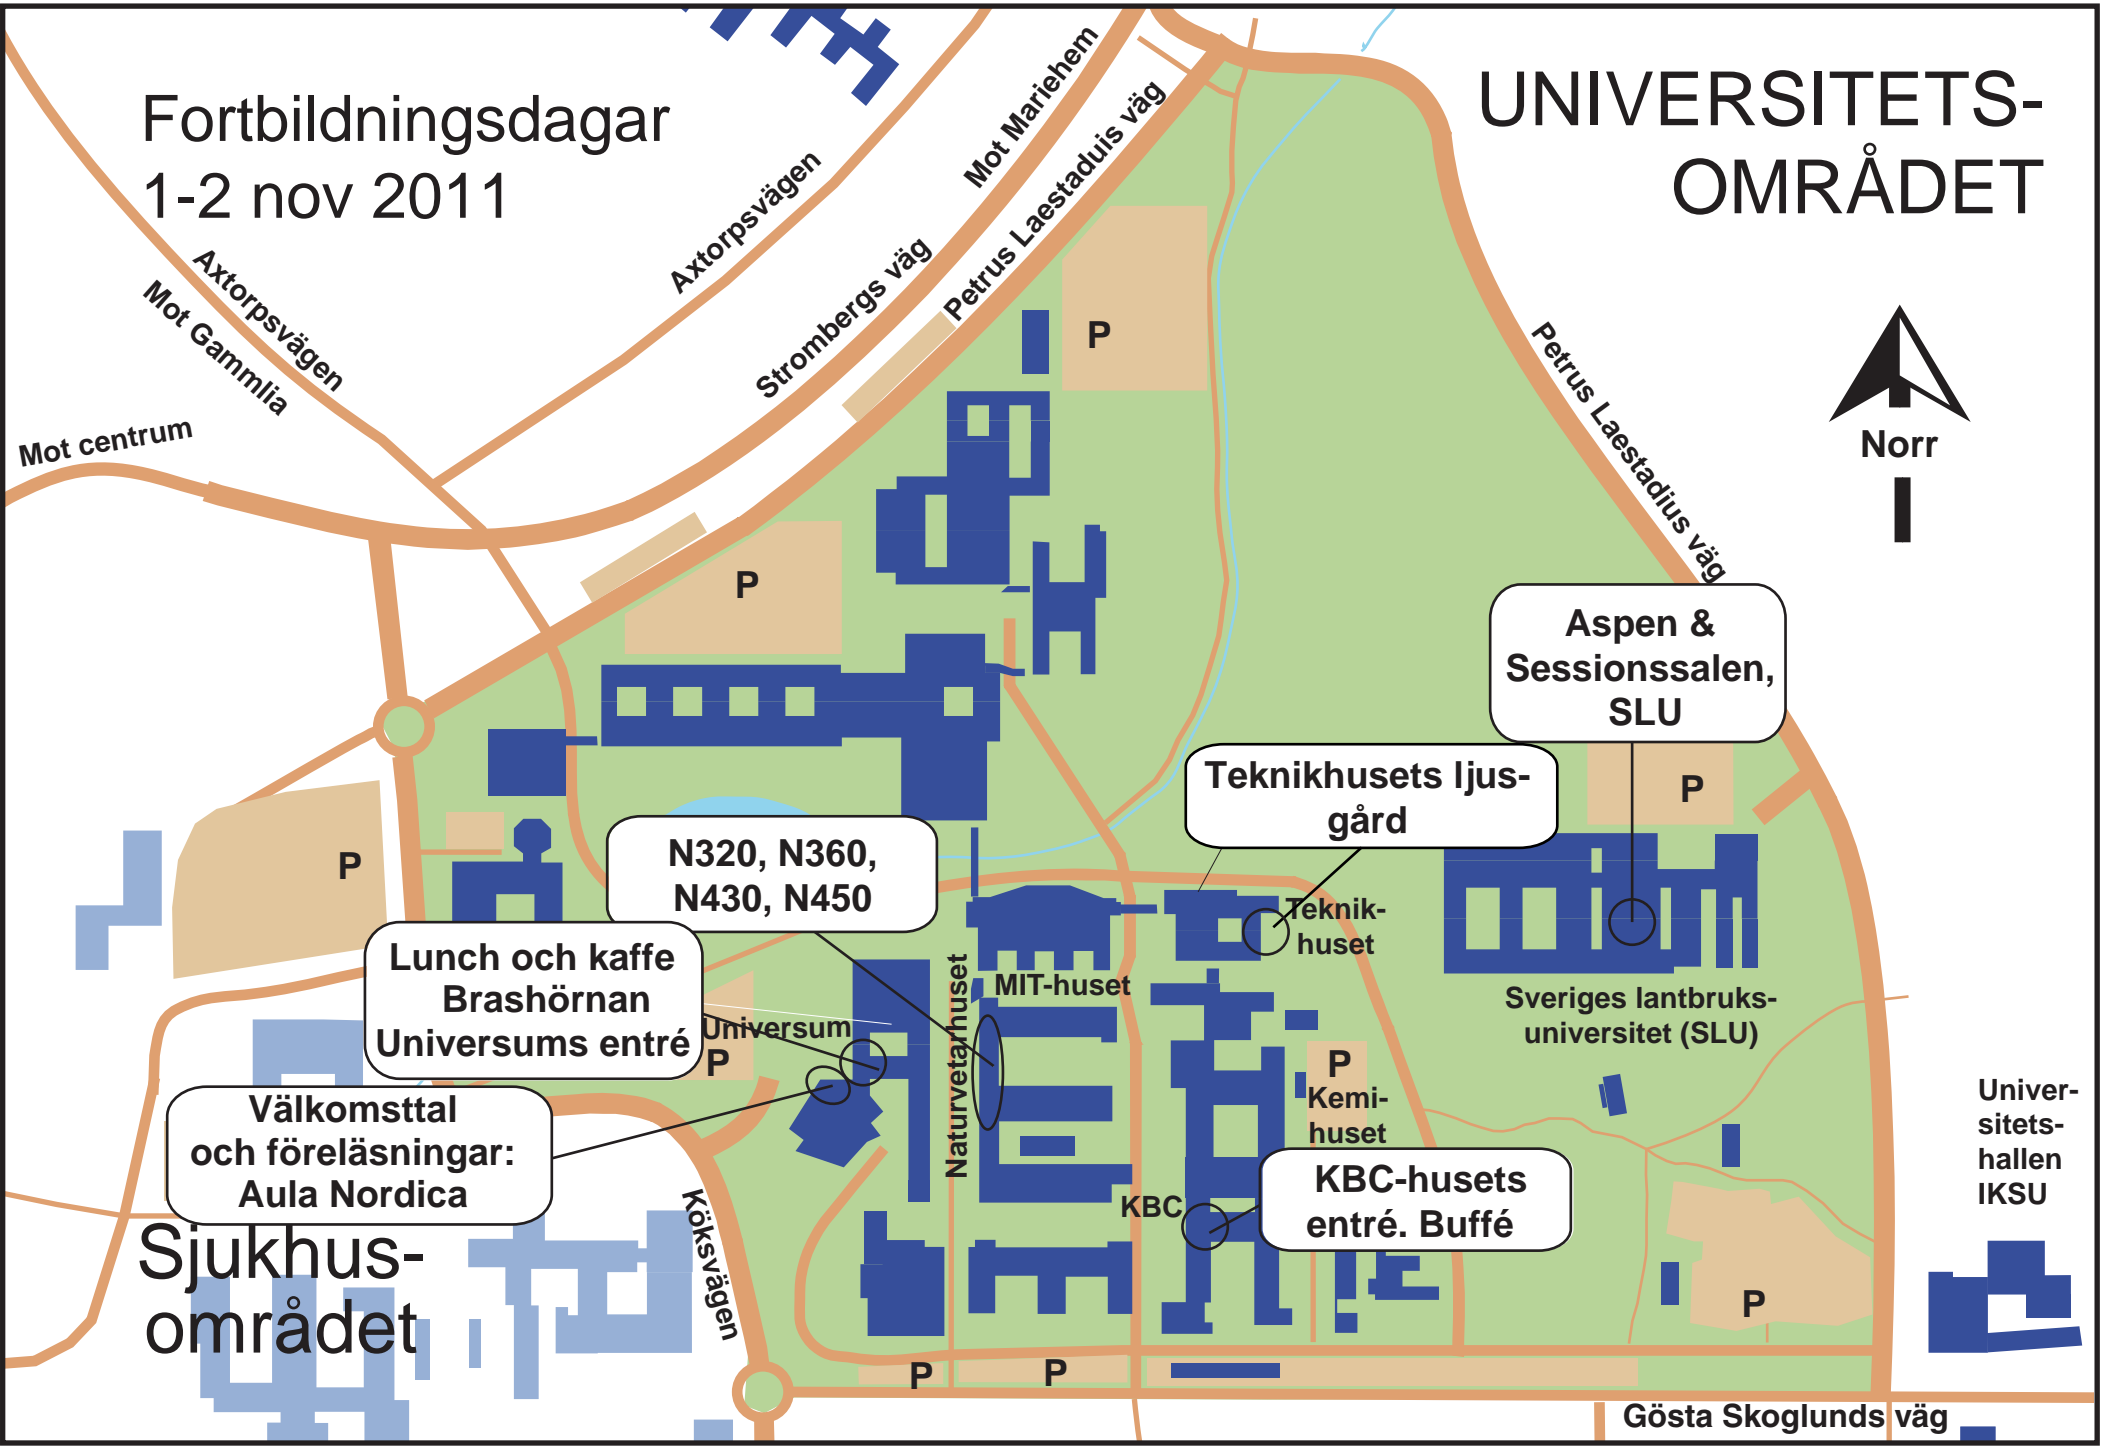 Fortbildningsdagar
1-2 nov 2011
UNIVERSITETS-
OMRÅDET
Mot Mariehem
Petrus Laestaduis väg
Axtorpsvägen
Strombergs väg
Axtorpsvägen
Mot Gammlia
Mot centrum
P
Petrus Laestadius väg
Norr
P
Aspen &
Sessionssalen,
SLU
Teknikhusets ljus-
gård
P
P
N320, N360,
N430, N450
Teknik-
huset
Lunch och kaffe
Brashörnan
Universums entré
Universum
P
Naturvetarhuset
MIT-huset
Sveriges lantbruks-
universitet (SLU)
P
Kemi-
huset
Univer-
sitets-
hallen
IKSU
Välkomsttal
och föreläsningar:
Aula Nordica
KBC
KBC-husets
entré. Buffé
Sjukhus-
området
Köksvägen
P
P
P
Gösta Skoglunds väg